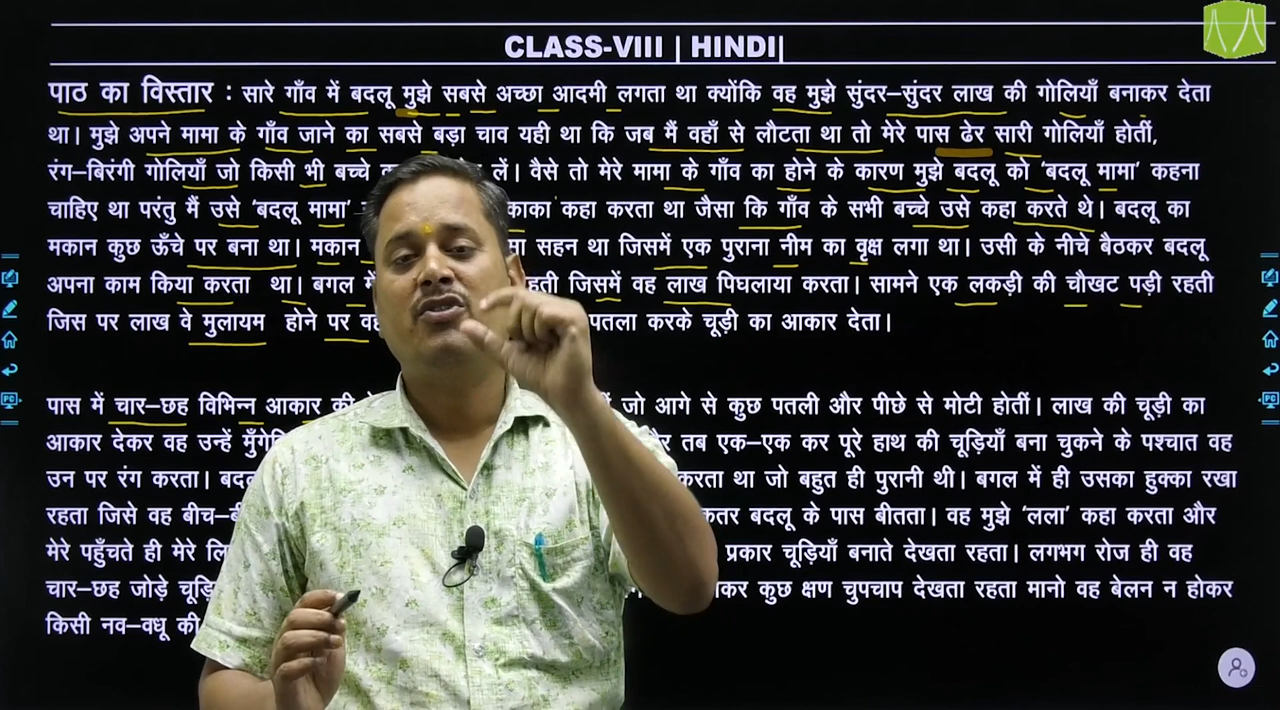 CLASS-VIII | HINDI|
पाठ का विस्तार : सारे गाँव में बदलू मुझे सबसे अच्छा आदमी लगता था क्योंकि वह मुझे सुंदर–सुंदर लाख की गोलियाँ बनाकर देता
था। मुझे अपने मामा के गाँव जाने का सबसे बड़ा चाव यही था कि जब मैं वहाँ से लौटता था तो मेरे पास ढेर सारी गोलियाँ होतीं,
रंग–बिरंगी गोलियाँ जो किसी भी बच्चे लें। वैसे तो मेरे मामा के गाँव का होने के कारण मुझे बदलू को 'बदलू मामा' कहना
चाहिए था परंतु मैं उसे 'बदलू मामा' काका कहा करता था जैसा कि गाँव के सभी बच्चे उसे कहा करते थे। बदलू का
मकान कुछ ऊँचे पर बना था। मकान सहन था जिसमें एक पुराना नीम का वृक्ष लगा था। उसी के नीचे बैठकर बदलू
अपना काम किया करता था। बगल में जिसमें वह लाख पिघलाया करता। सामने एक लकड़ी की चौखट पड़ी रहती
जिस पर लाख वे मुलायम होने पर पतला करके चूड़ी का आकार देता।
पास में चार–छह विभिन्न आकार की जो आगे से कुछ पतली और पीछे से मोटी होतीं। लाख की चूड़ी का
आकार देकर वह उन्हें तब एक–एक कर पूरे हाथ की चूड़ियाँ बना चुकने के पश्चात वह
उन पर रंग करता। करता था जो बहुत ही पुरानी थी। बगल में ही उसका हुक्का रखा
रहता जिसे वह बदलू के पास बीतता। वह मुझे 'लला' कहा करता और
मेरे पहुँचते ही मेरे प्रकार चूड़ियाँ बनाते देखता रहता। लगभग रोज ही वह
चार–छह जोड़े कुछ क्षण चुपचाप देखता रहता मानो वह बेलन न होकर
किसी नव–वधू की